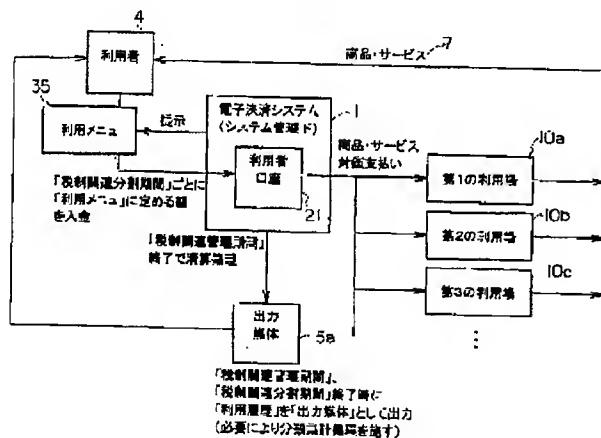 4
利用者
商品・サービス 7
35
利用メニュー
提示
電子決済システム
(システム管理下)
1
利用者
口座
21
商品・サービス
対価支払い
10a
第1の利用場
10b
第2の利用場
10c
第3の利用場
「税制関連分割期間」ごとに
「利用メニュー」に定める額
を入金
「税制関連管理期間」
終了で清算処理
出力
媒体
5a
「税制関連管理期間」、
「税制関連分割期間」終了時に
「利用履歴」を「出力媒体」として出力
(必要により分類集計処理を施す)